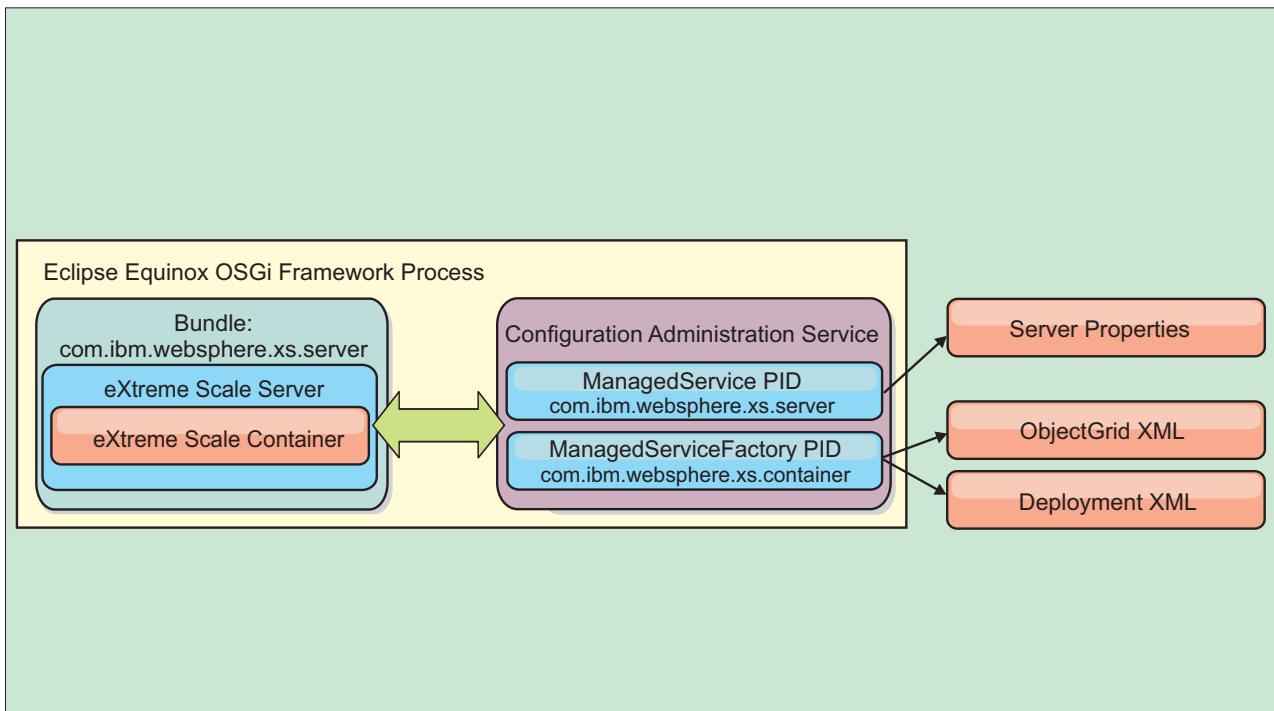 Eclipse Equinox OSGi Framework Process
Bundle:
com.ibm.websphere.xs.server
eXtreme Scale Server
eXtreme Scale Container
Configuration Administration Service
ManagedService PID
com.ibm.websphere.xs.server
ManagedServiceFactory PID
com.ibm.websphere.xs.container
Server Properties
ObjectGrid XML
Deployment XML